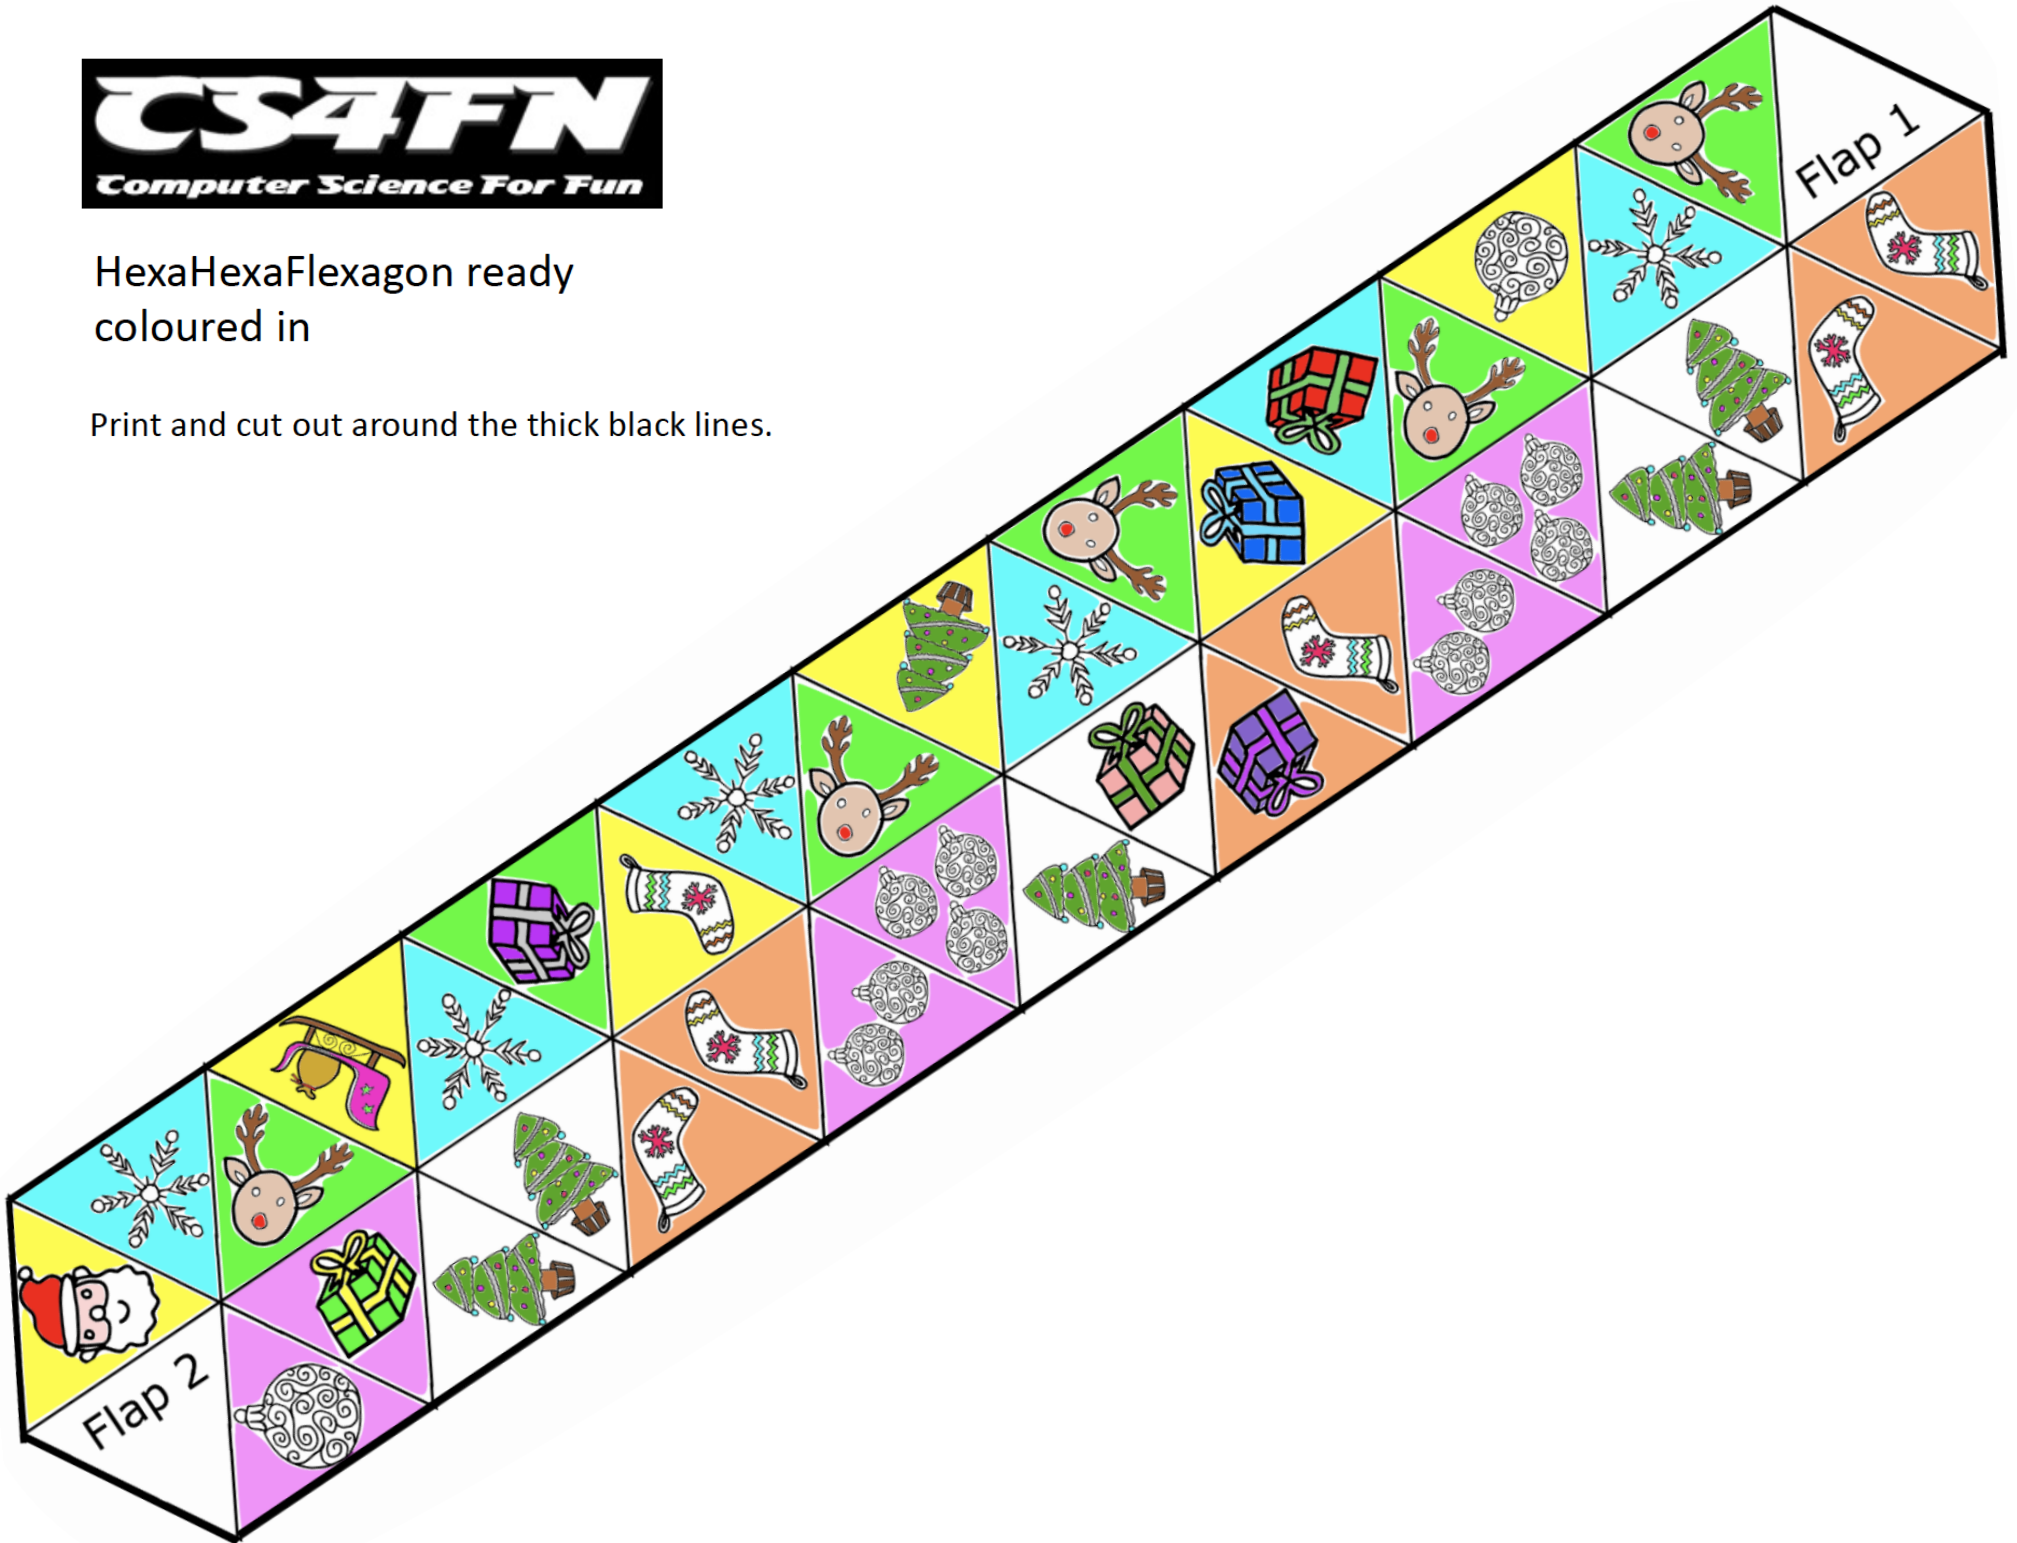 CS4FN
Computer Science For Fun
HexaHexaFlexagon ready
coloured in
Print and cut out around the thick black lines.
Flap 1
Flap 2